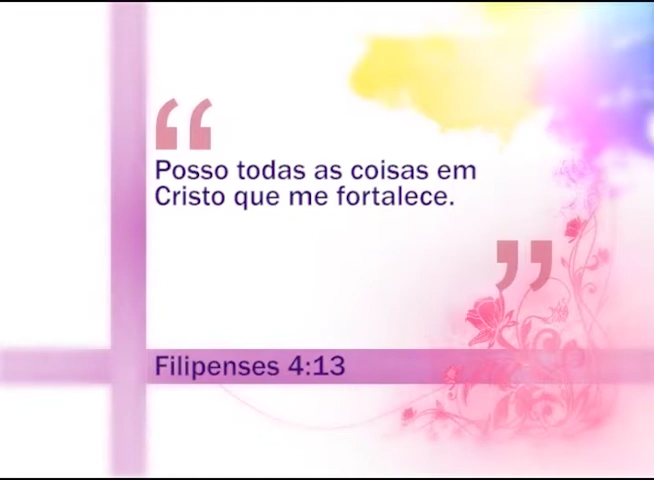 “
Posso todas as coisas em
Cristo que me fortalece.
”
Filipenses 4:13